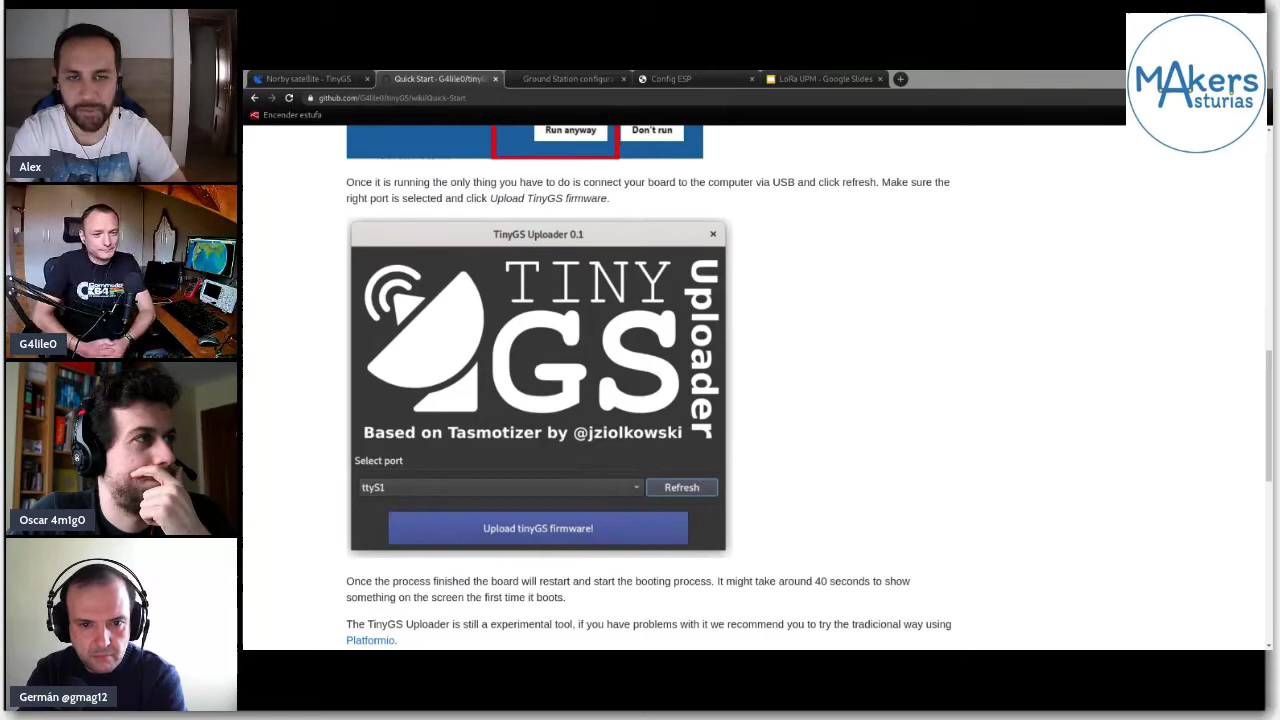 Alex
G4lile0
Oscar 4m1g0
Germán @gmag12
MAkers
Asturias
Norby satellite - TinyGS
Quick Start - G4lile0/tiny
Ground Station configur
Config ESP
LoRa UPM - Google Slides
github.com/G4lile0/tinyGS/wiki/Quick-Start
Encender estufa
Run anyway Don't run
Once it is running the only thing you have to do is connect your board to the computer via USB and click refresh. Make sure the
right port is selected and click Upload TinyGS firmware.
TinyGS Uploader 0.1
TINY
GS
Uploader
Based on Tasmotizer by @jziolkowski
Select port
ttyS1
Refresh
Upload tinyGS firmware!
Once the process finished the board will restart and start the booting process. It might take around 40 seconds to show
something on the screen the first time it boots.
The TinyGS Uploader is still a experimental tool, if you have problems with it we recommend you to try the tradicional way using
Platformio.